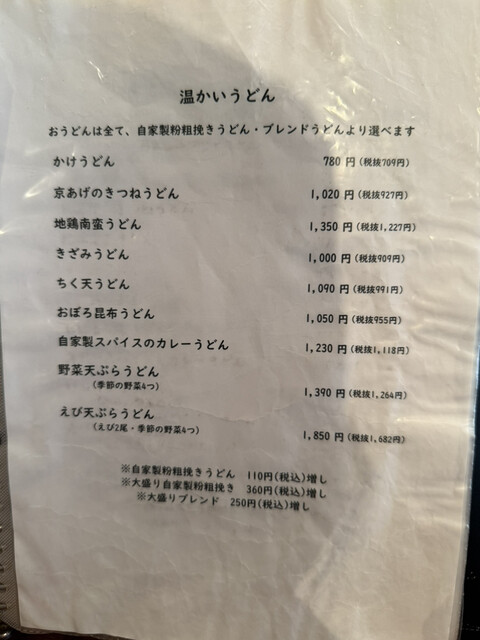 温かいうどん
おうどんは全て、自家製粉粗挽きうどん・ブレンドうどんより選べます
かけうどん 780 円(税抜709円)
京あげのきつねうどん 1,020 円(税抜927円)
地鶏南蛮うどん 1,350 円(税抜1,227円)
きざみうどん 1,000 円(税抜909円)
ちく天うどん 1,090 円(税抜991円)
おぼろ昆布うどん 1,050 円(税抜955円)
自家製スパイスのカレーうどん 1,230 円(税抜1,118円)
野菜天ぷらうどん
(季節の野菜4つ) 1,390 円(税抜1,264円)
えび天ぷらうどん
(えび2尾・季節の野菜4つ) 1,850 円(税抜1,682円)
※自家製粉粗挽きうどん 110円(税込)増し
※大盛り自家製粉粗挽き 360円(税込)増し
※大盛りブレンド 250円(税込)増し